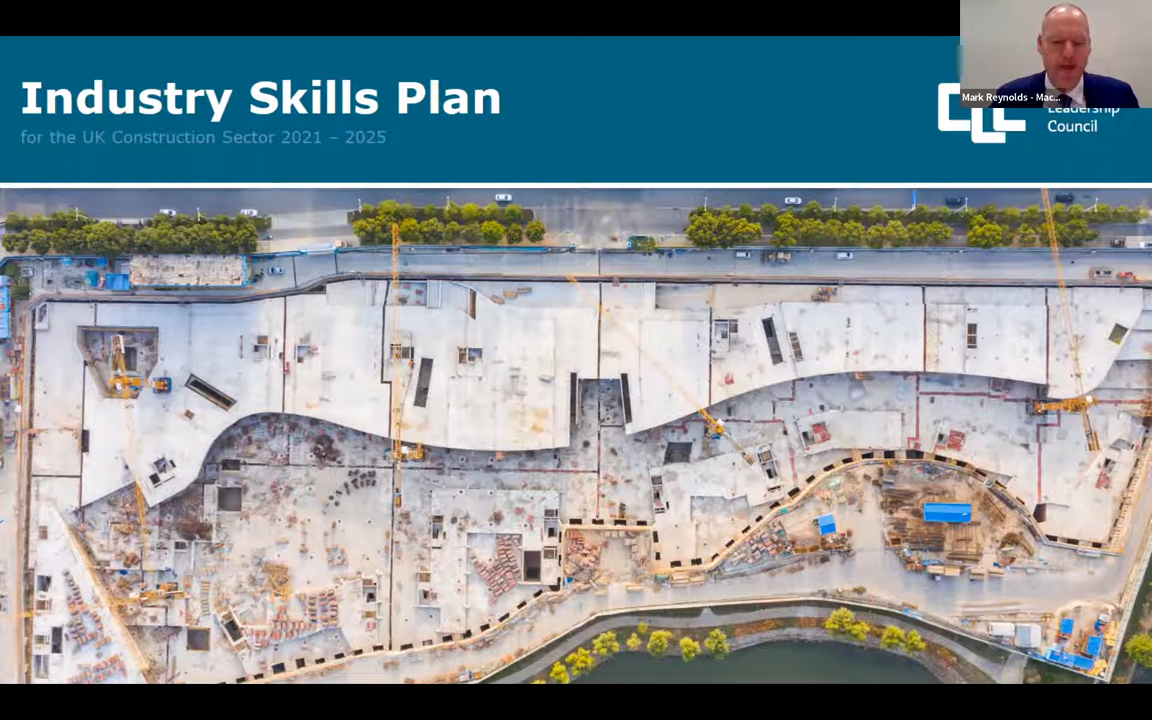 Industry Skills Plan
for the UK Construction Sector 2021 – 2025
Mark Reynolds - Mac...
Leadership
Council